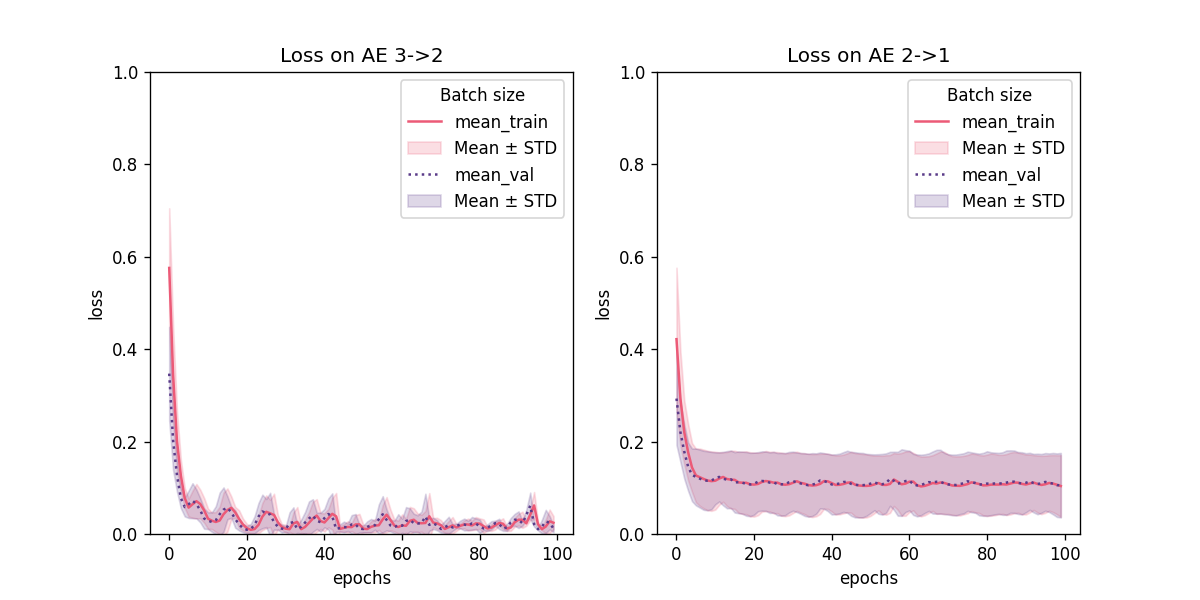 Loss on AE 3->2
1.0
0.8
0.6
0.4
0.2
0.0
loss
0
20
40
60
80
100
epochs
Batch size
mean_train
Mean ± STD
mean_val
Mean ± STD
Loss on AE 2->1
1.0
0.8
0.6
0.4
0.2
0.0
loss
0
20
40
60
80
100
epochs
Batch size
mean_train
Mean ± STD
mean_val
Mean ± STD